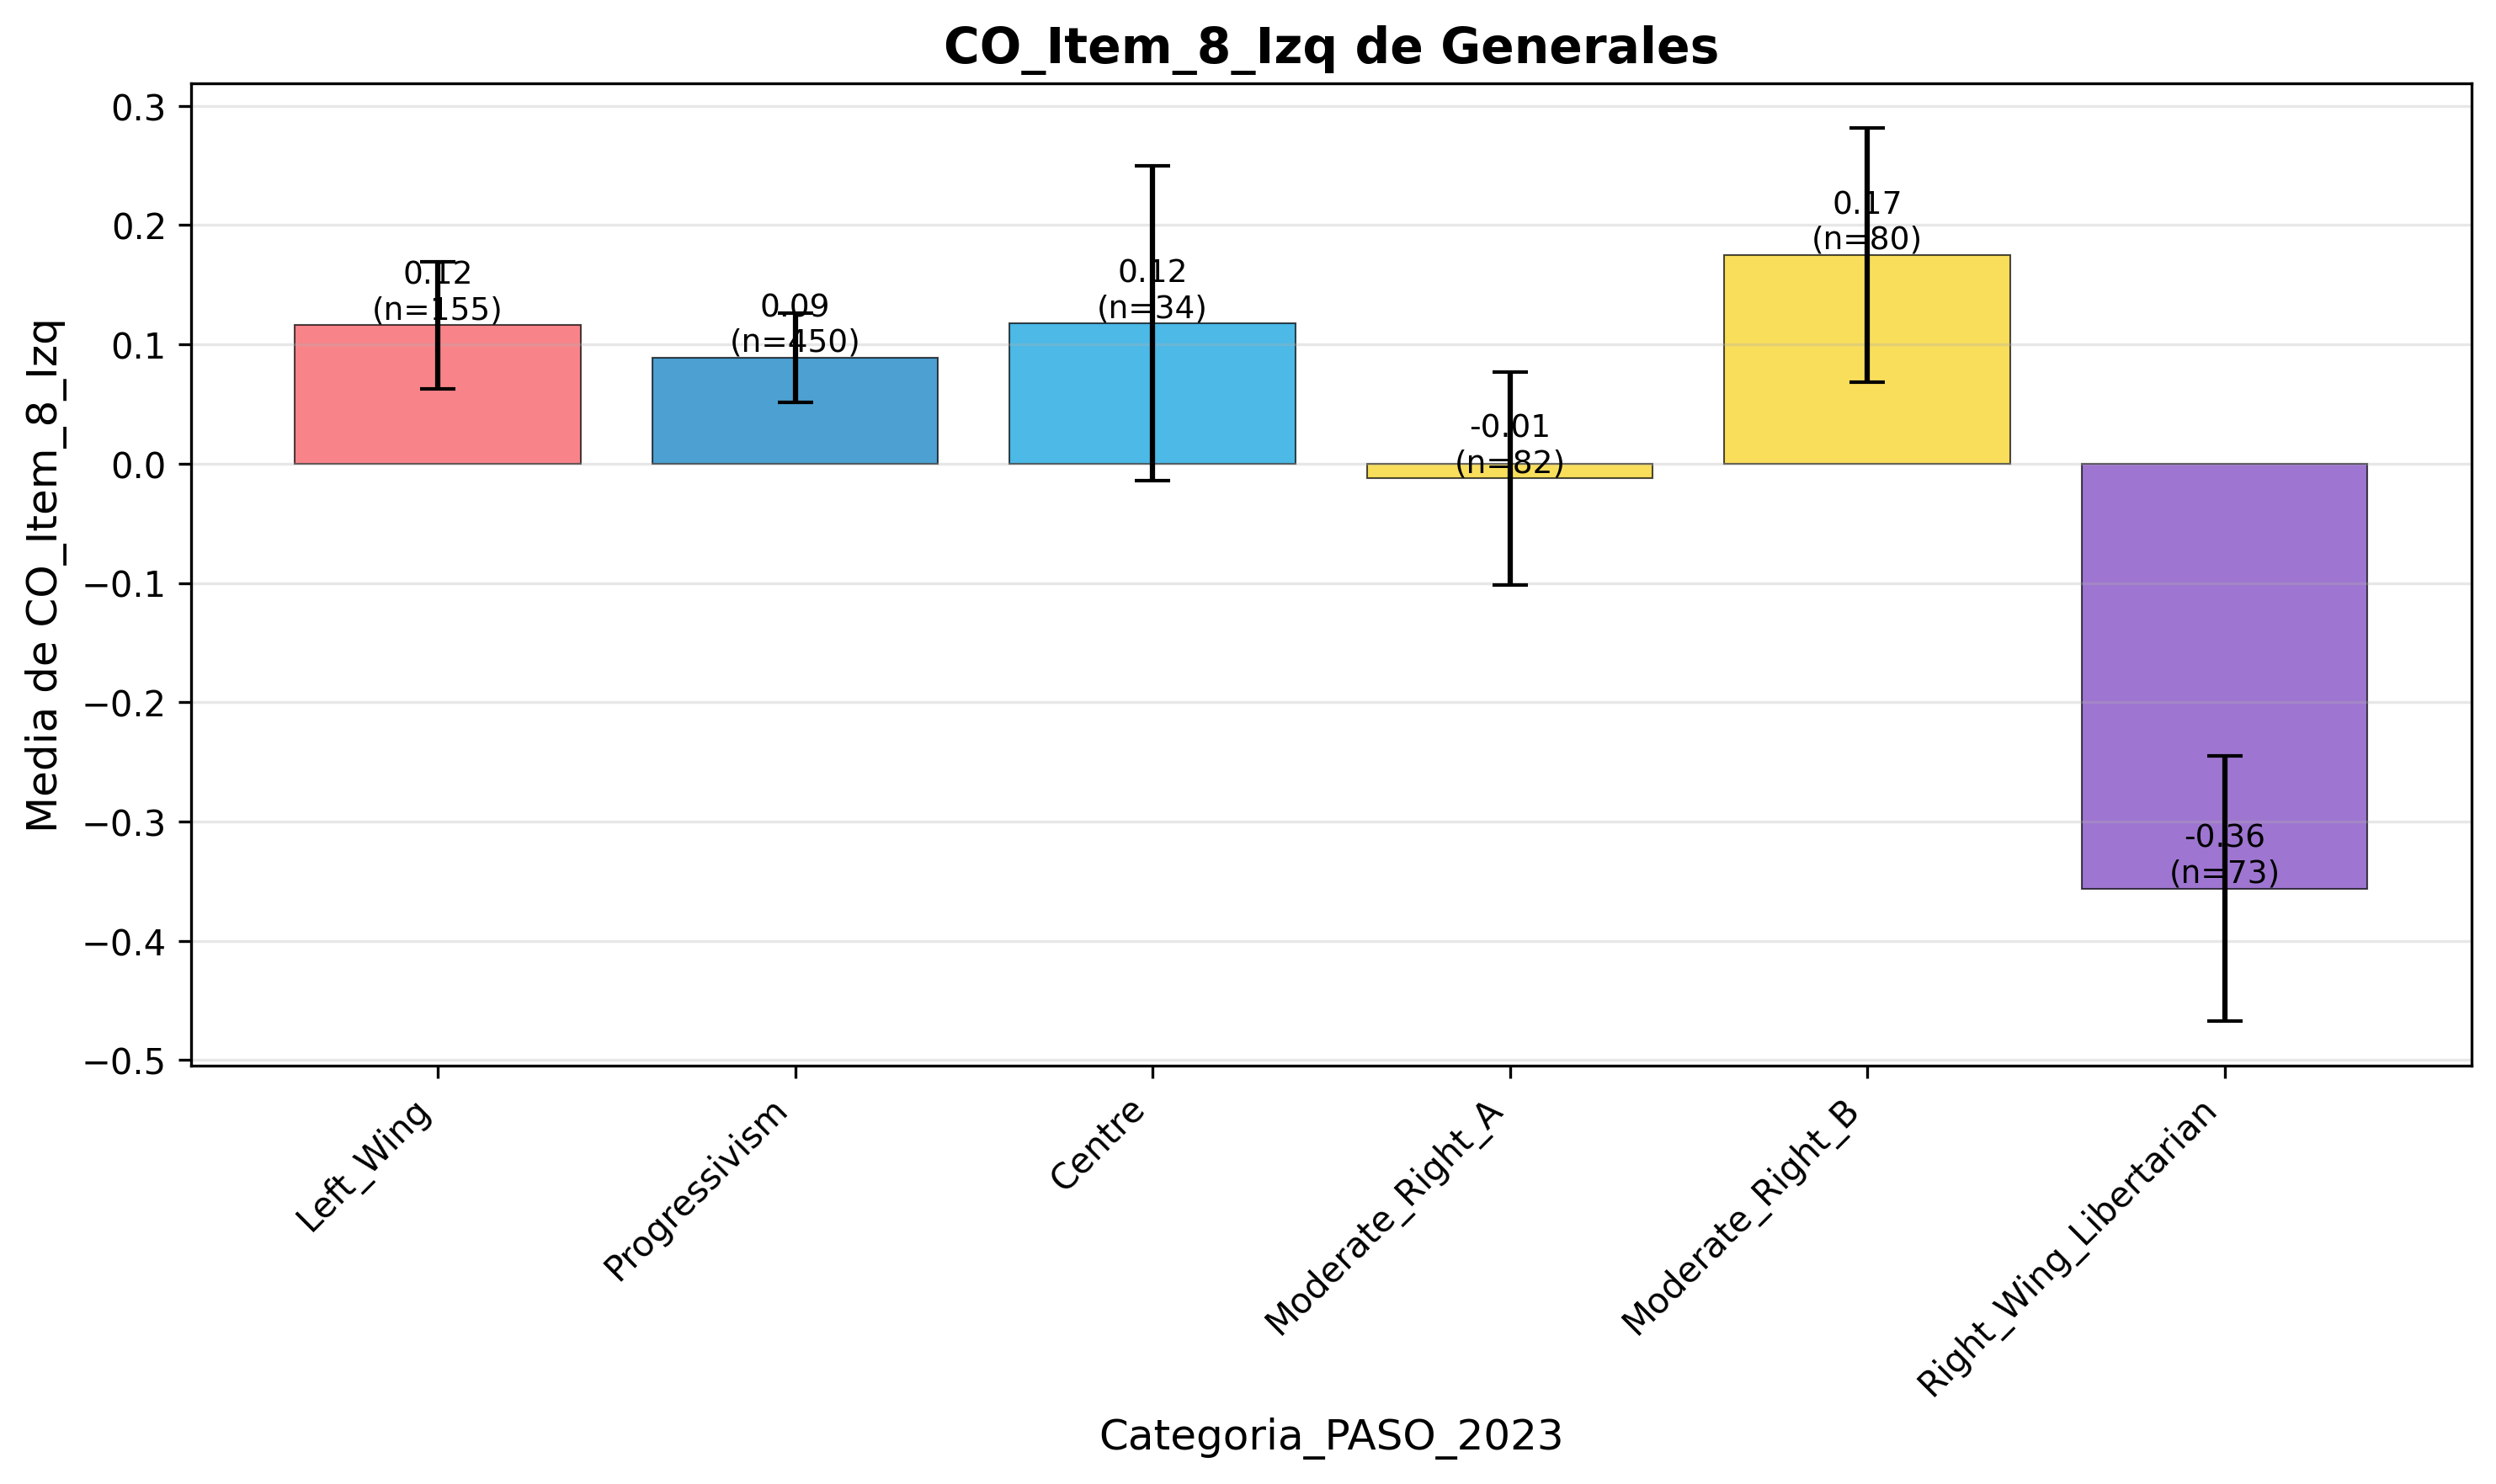 CO_Item_8_Izq de Generales
Media de CO_Item_8_Izq
0.3
0.2
0.1
0.0
−0.1
−0.2
−0.3
−0.4
−0.5
0.12
(n=155)
0.09
(n=450)
0.12
(n=34)
-0.01
(n=82)
0.17
(n=80)
-0.36
(n=73)
Left_Wing
Progressivism
Centre
Moderate_Right_A
Moderate_Right_B
Right_Wing_Libertarian
Categoria_PASO_2023